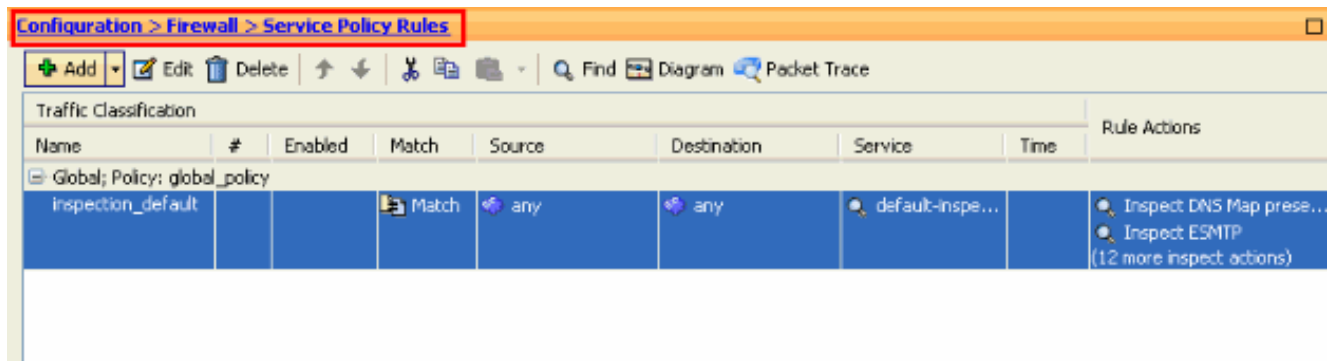 Configuration > Firewall > Service Policy Rules
Add Edit Delete Find Diagram Packet Trace
Traffic Classification
Rule Actions
Name # Enabled Match Source Destination Service Time
Global; Policy: global_policy
inspection_default Match any any default-inspe... Inspect DNS Map prese...
Inspect ESMTP
(12 more inspect actions)